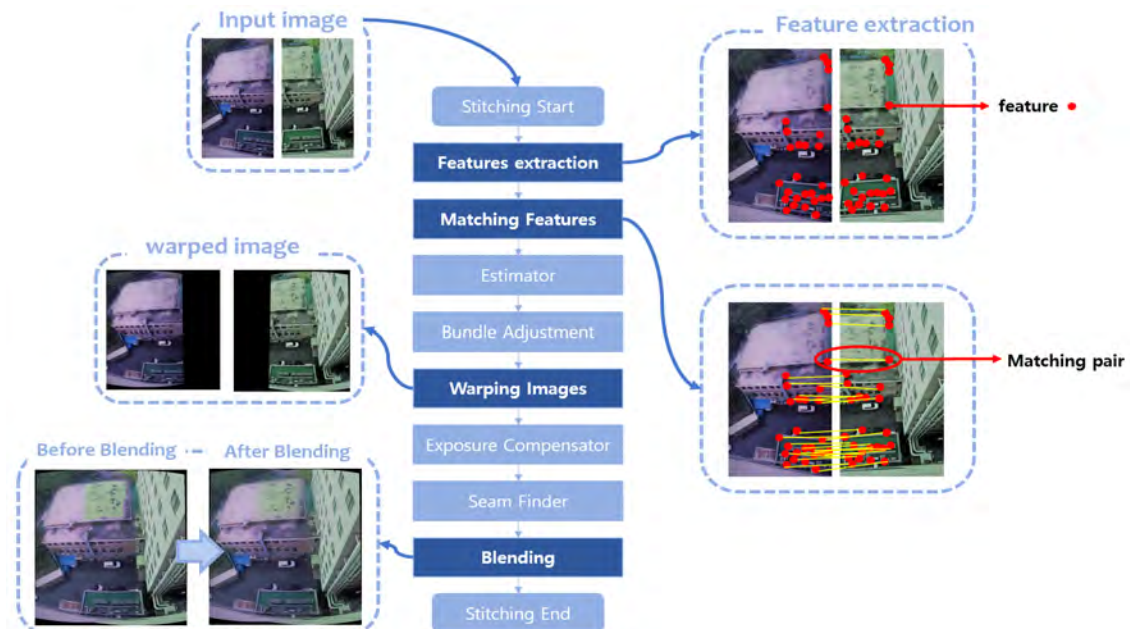 Input image
Feature extraction
Stitching Start
feature
Features extraction
Matching Features
warped image
Estimator
Bundle Adjustment
Matching pair
Warping Images
Exposure Compensator
Before Blending
After Blending
Seam Finder
Blending
Stitching End